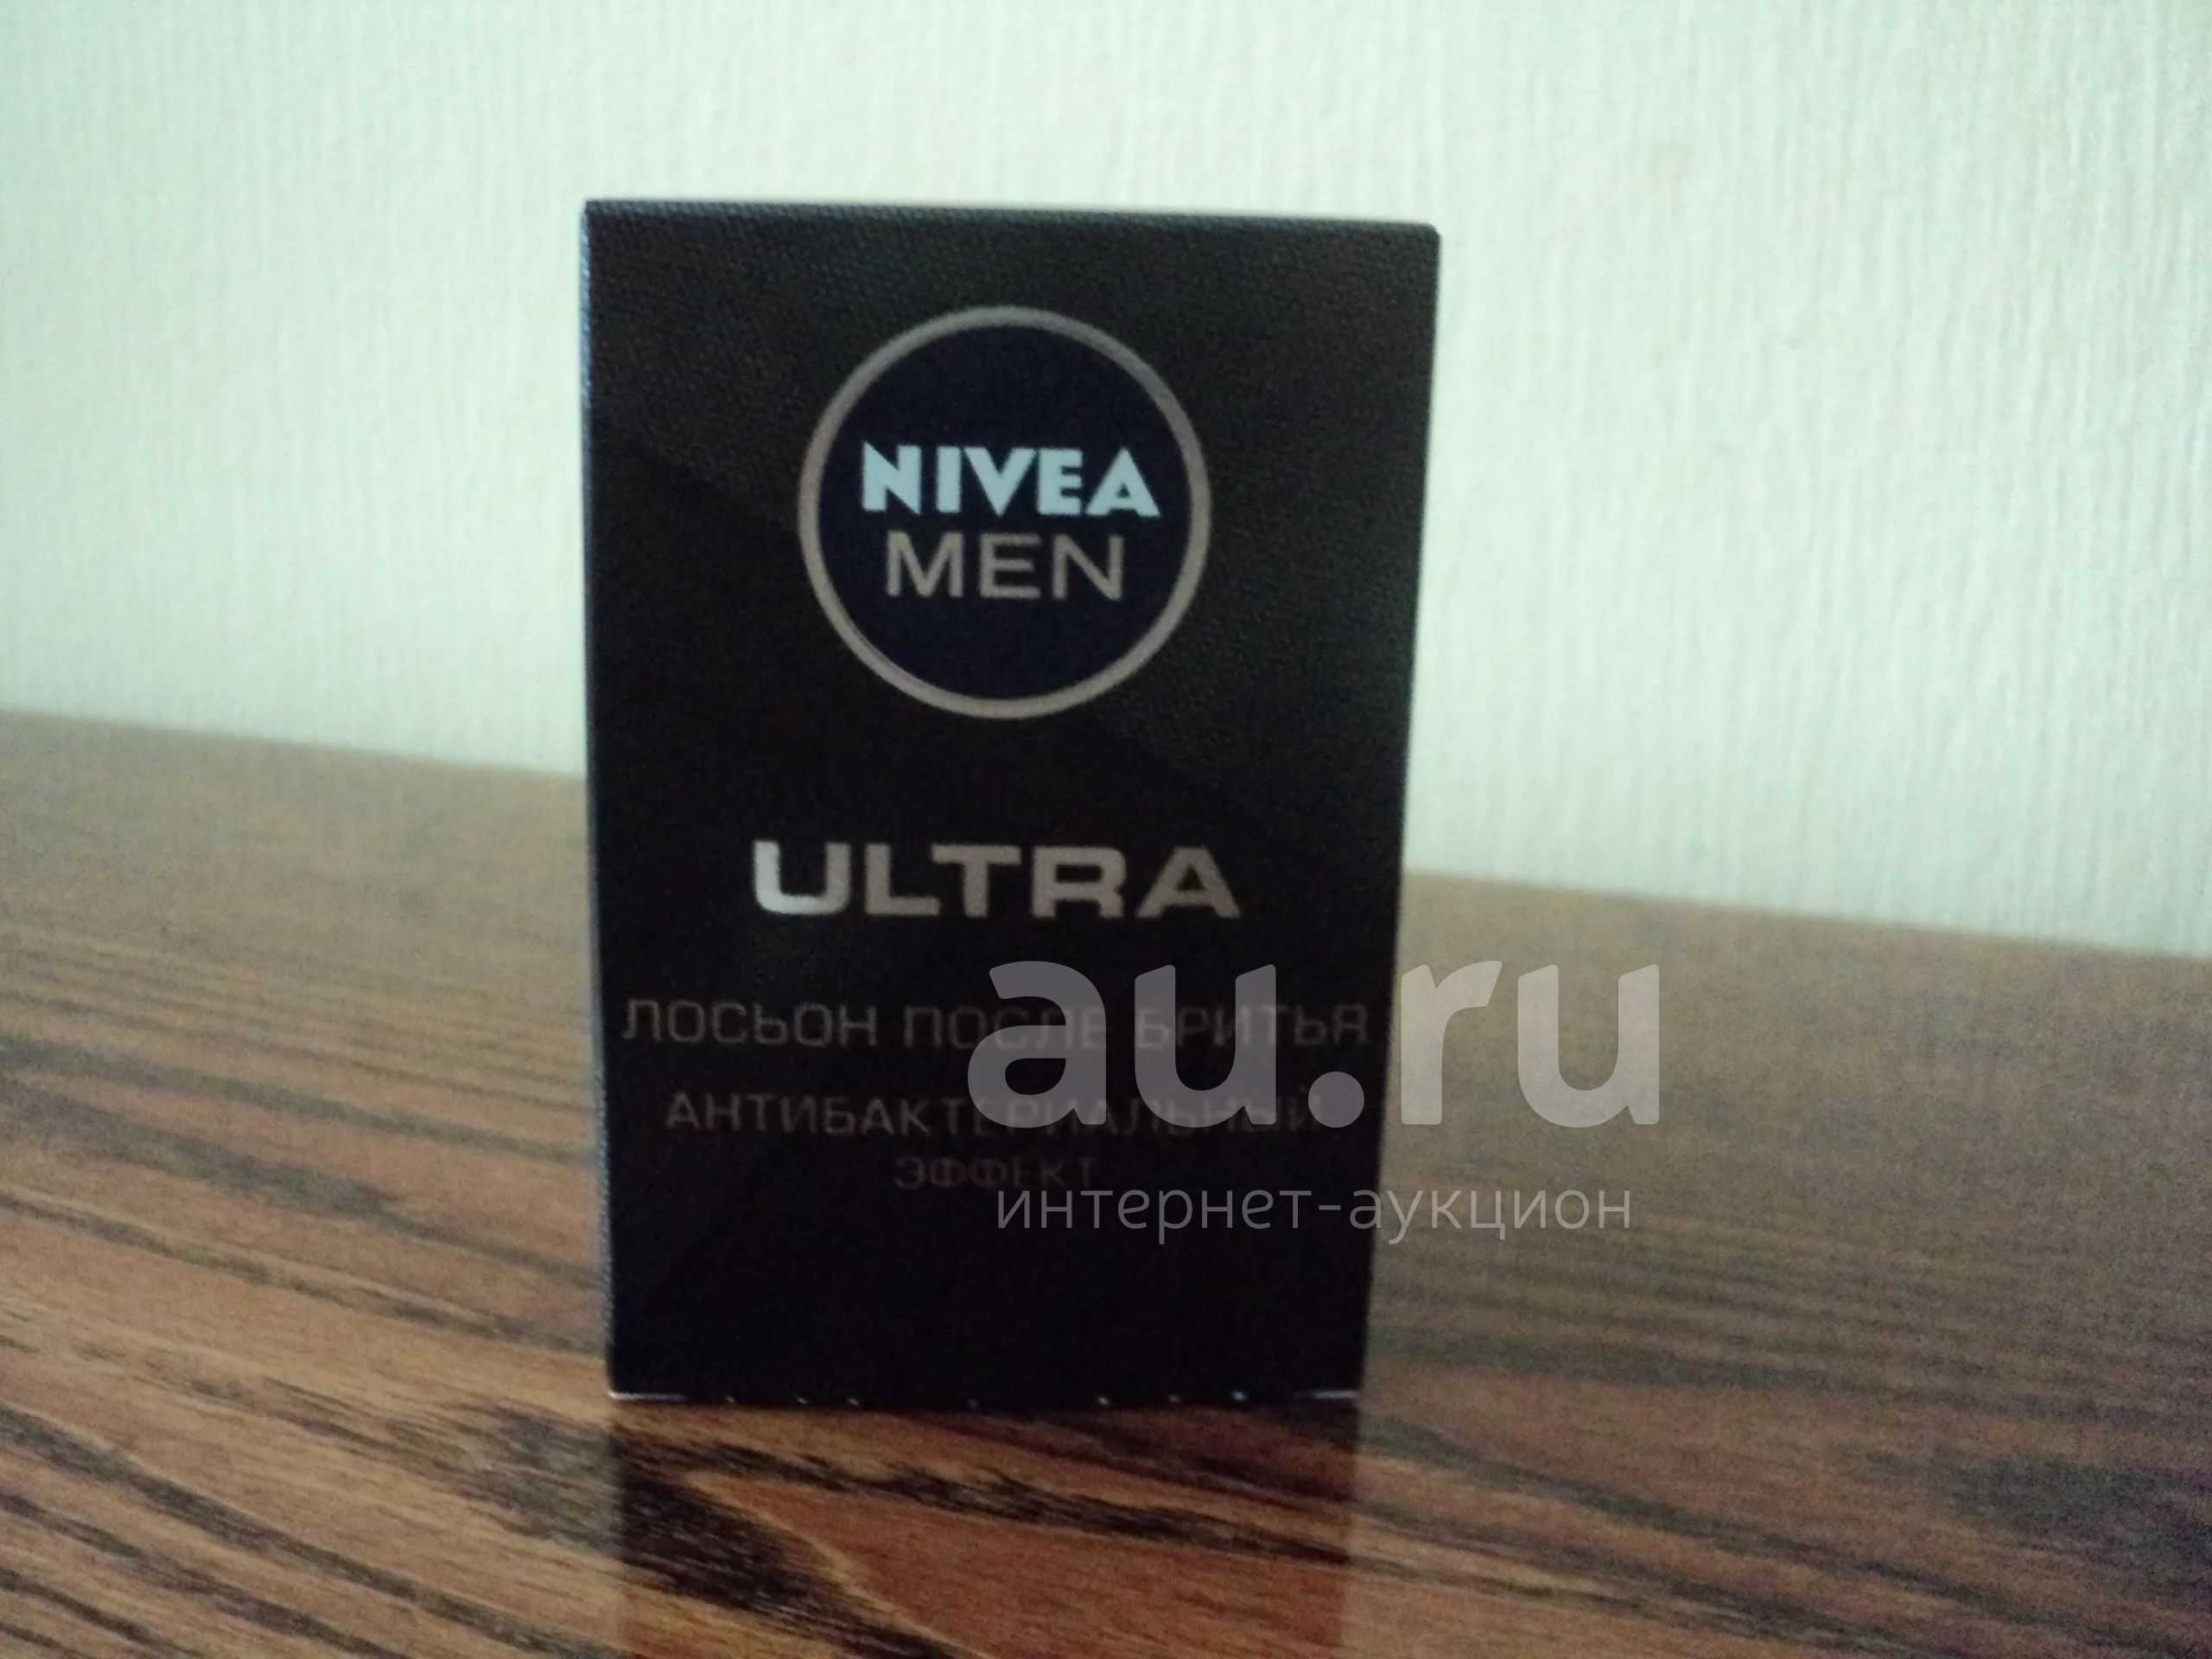 NIVEA
MEN
ULTRA
ЛОСЬОН ПОСЛЕ БРИТЬЯ
АНТИБАКТЕРИАЛЬНЫЙ
ЭФФЕКТ
au.ru
интернет-аукцион